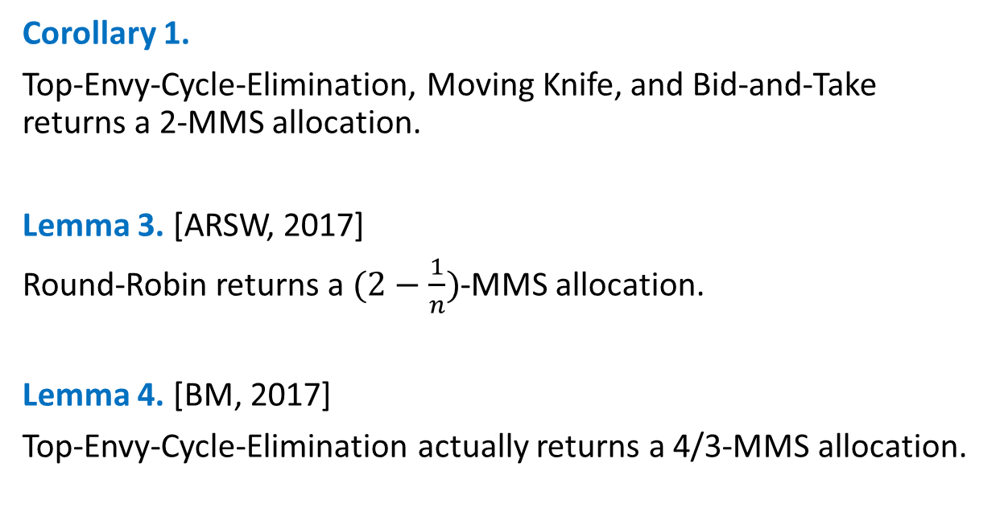 Corollary 1.
Top-Envy-Cycle-Elimination, Moving Knife, and Bid-and-Take
returns a 2-MMS allocation.
Lemma 3. [ARSW, 2017]
Round-Robin returns a (2 − 1/n)-MMS allocation.
Lemma 4. [BM, 2017]
Top-Envy-Cycle-Elimination actually returns a 4/3-MMS allocation.